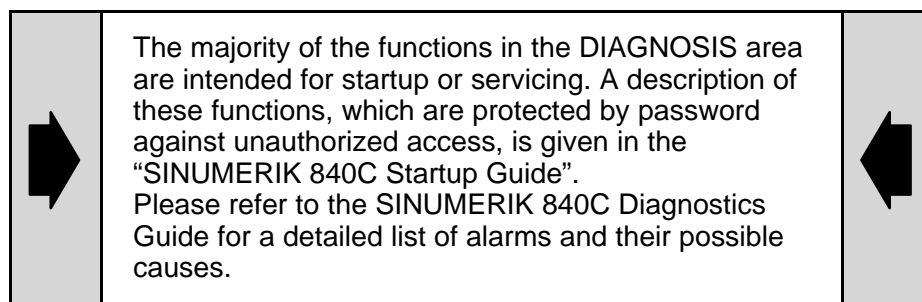 The majority of the functions in the DIAGNOSIS area
are intended for startup or servicing. A description of
these functions, which are protected by password
against unauthorized access, is given in the
“SINUMERIK 840C Startup Guide”.
Please refer to the SINUMERIK 840C Diagnostics
Guide for a detailed list of alarms and their possible
causes.